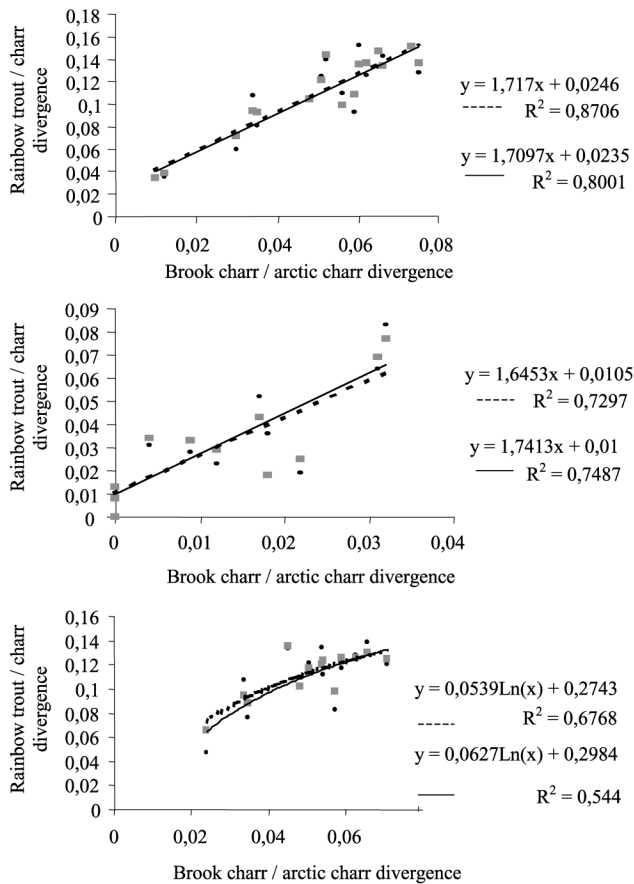 0,18
0,16
0,14
0,12
0,1
0,08
0,06
0,04
0,02
0
Rainbow trout / charr
divergence
0 0,02 0,04 0,06 0,08
Brook charr / arctic charr divergence
y = 1,717x + 0,0246
R² = 0,8706
y = 1,7097x + 0,0235
R² = 0,8001
0,09
0,08
0,07
0,06
0,05
0,04
0,03
0,02
0,01
0
Rainbow trout / charr
divergence
0 0,01 0,02 0,03 0,04
Brook charr / arctic charr divergence
y = 1,6453x + 0,0105
R² = 0,7297
y = 1,7413x + 0,01
R² = 0,7487
0,16
0,14
0,12
0,1
0,08
0,06
0,04
0,02
0
Rainbow trout / charr
divergence
0 0,02 0,04 0,06
Brook charr / arctic charr divergence
y = 0,0539Ln(x) + 0,2743
R² = 0,6768
y = 0,0627Ln(x) + 0,2984
R² = 0,544